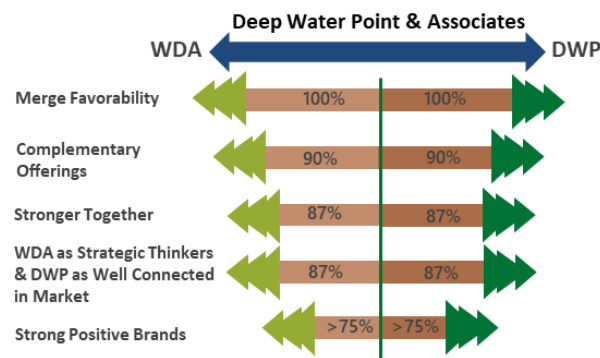 Deep Water Point & Associates
WDA
DWP
Merge Favorability
100%
100%
Complementary
Offerings
90%
90%
Stronger Together
87%
87%
WDA as Strategic Thinkers
& DWP as Well Connected
in Market
87%
87%
Strong Positive Brands
>75%
>75%